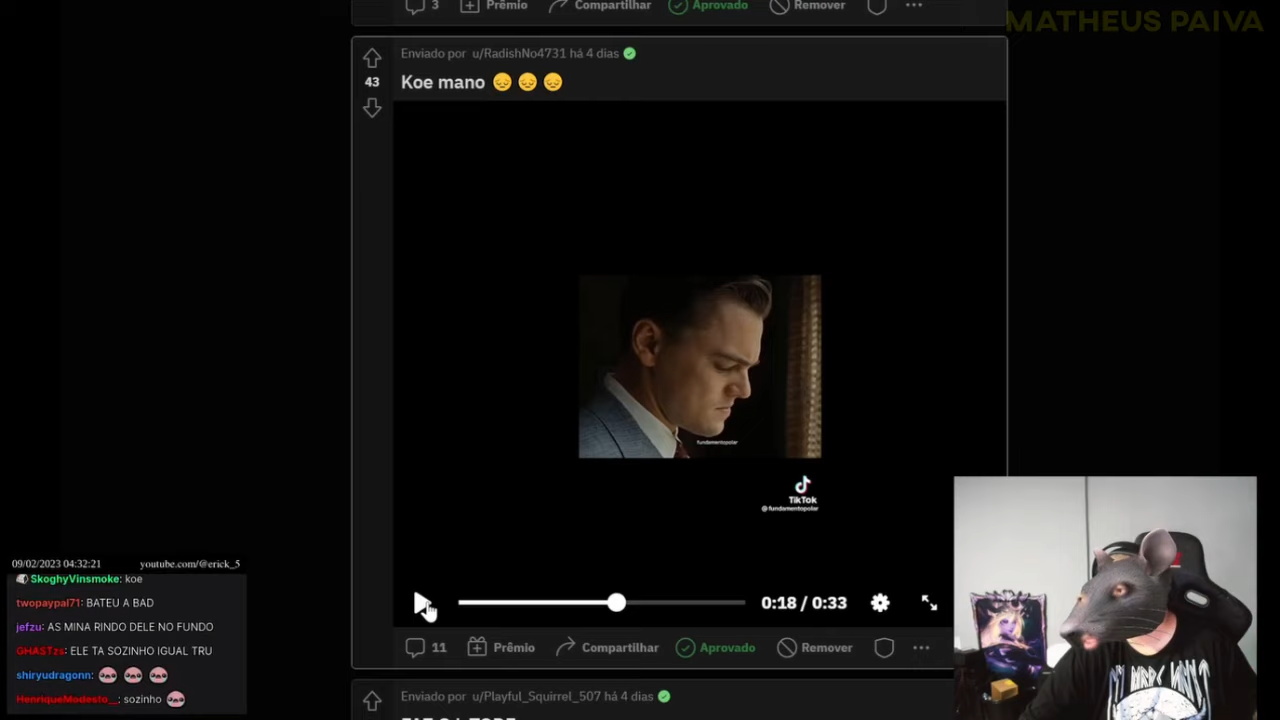 MATHEUS PAIVA
3 Prêmio Compartilhar Aprovado Remover
Enviado por u/RadishNo4731 há 4 dias
43
Koe mano 😔😔😔
fundamentopolar
TikTok
@fundamentopolar
0:18 / 0:33
11 Prêmio Compartilhar Aprovado Remover
Enviado por u/Playful_Squirrel_507 há 4 dias
09/02/2023 04:32:21 youtube.com/@erick_5
SkoghyVinsmoke: koe
twopaypal71: BATEU A BAD
jefzu: AS MINA RINDO DELE NO FUNDO
GHASTzs: ELE TA SOZINHO IGUAL TRU
shiryudragonn:
HenriqueModesto__: sozinho